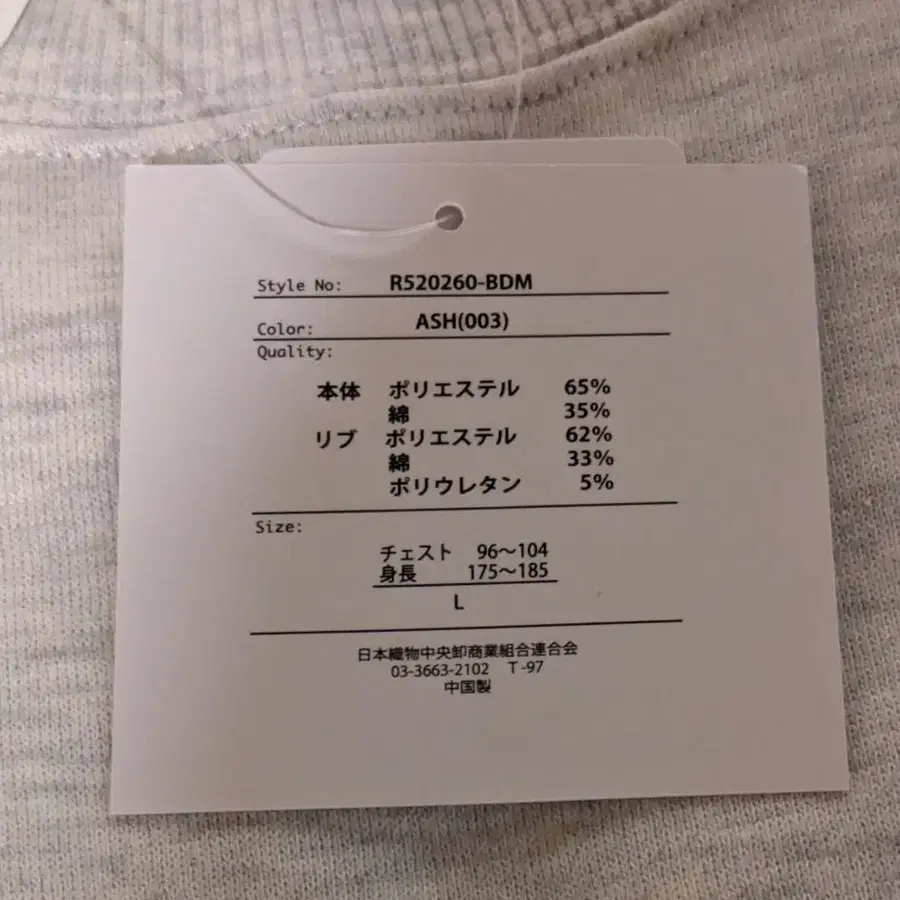 Style No: R520260-BDM
Color: ASH(003)
Quality:
本体 ポリエステル 65%
綿 35%
リブ ポリエステル 62%
綿 33%
ポリウレタン 5%
Size:
チェスト 96〜104
身長 175〜185
L
日本織物中央卸商業組合連合会
03-3663-2102 T-97
中国製